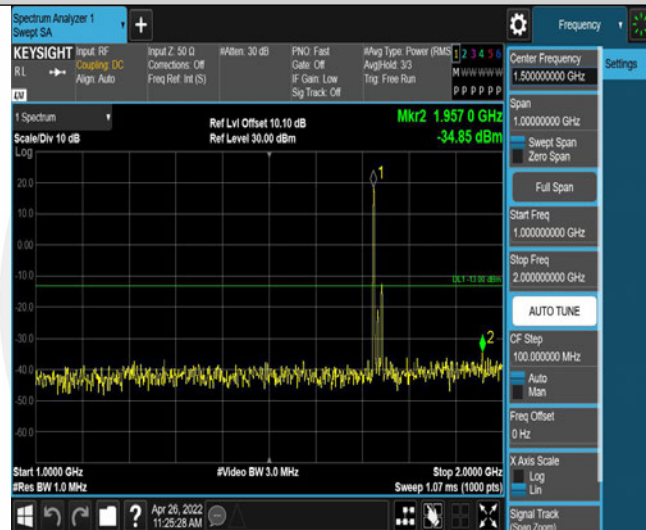 Spectrum Analyzer 1
Swept SA
+
Frequency
KEYSIGHT
RL
Input: RF
Coupling: DC
Align: Auto
Input Z: 50 Ω
Corrections: Off
Freq Ref: Int (S)
#Atten: 30 dB
PNO: Fast
Gate: Off
IF Gain: Low
Sig Track: Off
#Avg Type: Power (RMS
Avg|Hold: 3/3
Trig: Free Run
1 2 3 4 5 6
M W W W W W
P P P P P P
LXI
1 Spectrum
Scale/Div 10 dB
Log
Ref Lvl Offset 10.10 dB
Ref Level 30.00 dBm
Mkr2 1.957 0 GHz
-34.85 dBm
20.0
10.0
0.00
-10.0
-20.0
-30.0
-40.0
-50.0
-60.0
1
DL1 -13.00 dBm
2
Start 1.0000 GHz
#Res BW 1.0 MHz
#Video BW 3.0 MHz
Stop 2.0000 GHz
Sweep 1.07 ms (1000 pts)
Center Frequency
1.500000000 GHz
Span
1.00000000 GHz
Swept Span
Zero Span
Full Span
Start Freq
1.000000000 GHz
Stop Freq
2.000000000 GHz
AUTO TUNE
CF Step
100.000000 MHz
Auto
Man
Freq Offset
0 Hz
X Axis Scale
Log
Lin
Signal Track
(Span Zoom)
Settings
?
Apr 26, 2022
11:25:28 AM